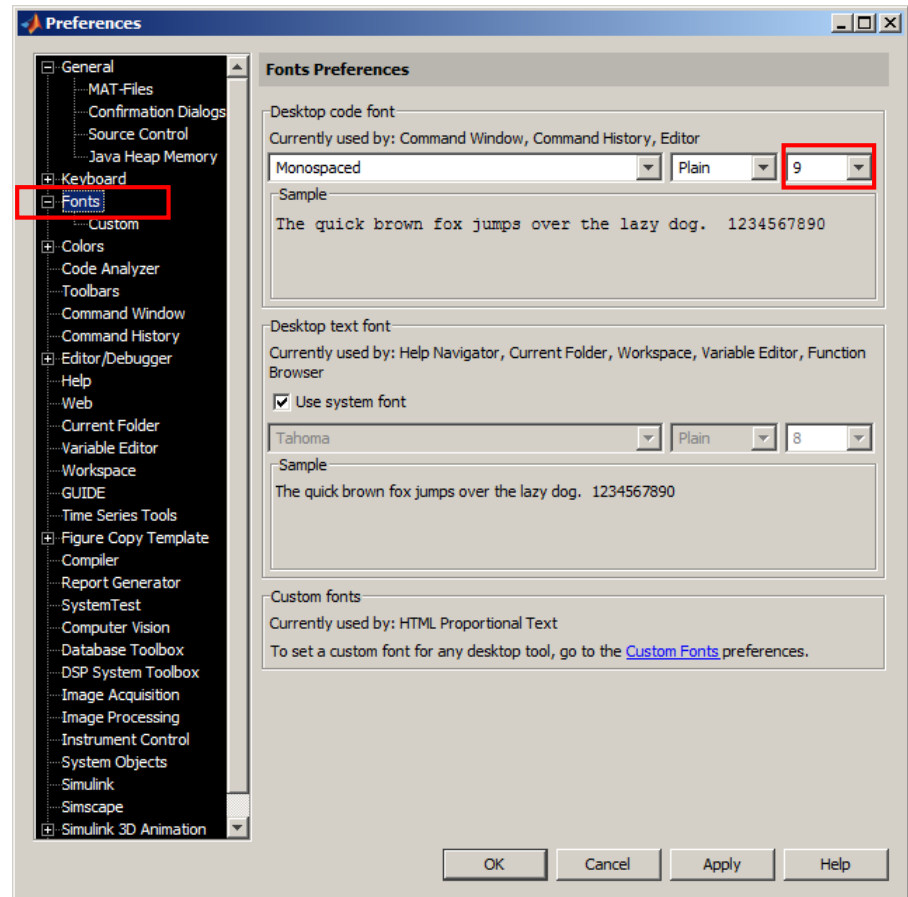 Preferences
General
MAT-Files
Confirmation Dialogs
Source Control
Java Heap Memory
Keyboard
Fonts
Custom
Colors
Code Analyzer
Toolbars
Command Window
Command History
Editor/Debugger
Help
Web
Current Folder
Variable Editor
Workspace
GUIDE
Time Series Tools
Figure Copy Template
Compiler
Report Generator
SystemTest
Computer Vision
Database Toolbox
DSP System Toolbox
Image Acquisition
Image Processing
Instrument Control
System Objects
Simulink
Simscape
Simulink 3D Animation
Fonts Preferences
Desktop code font
Currently used by: Command Window, Command History, Editor
Monospaced Plain 9
Sample
The quick brown fox jumps over the lazy dog. 1234567890
Desktop text font
Currently used by: Help Navigator, Current Folder, Workspace, Variable Editor, Function
Browser
Use system font
Tahoma Plain 8
Sample
The quick brown fox jumps over the lazy dog. 1234567890
Custom fonts
Currently used by: HTML Proportional Text
To set a custom font for any desktop tool, go to the Custom Fonts preferences.
OK Cancel Apply Help